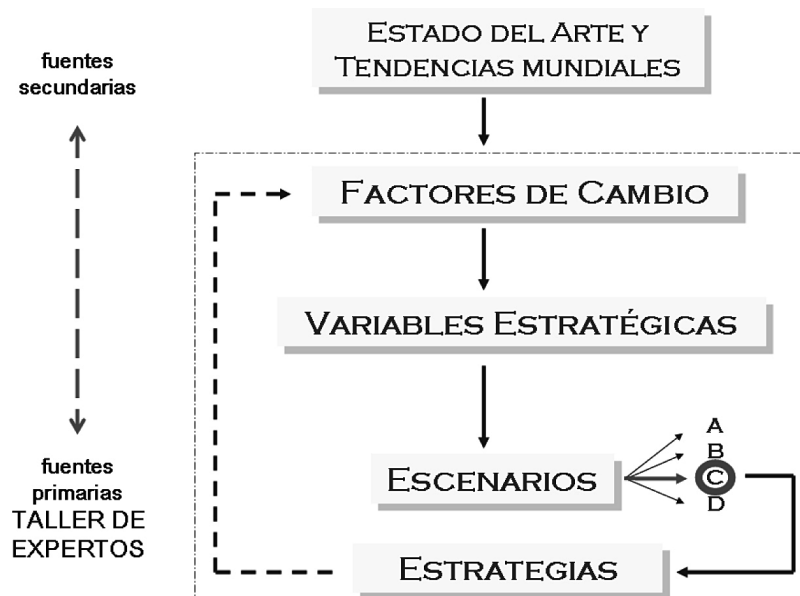 ESTADO DEL ARTE Y
TENDENCIAS MUNDIALES
fuentes
secundarias
FACTORES DE CAMBIO
VARIABLES ESTRATÉGICAS
ESCENARIOS
A
B
C
D
fuentes
primarias
TALLER DE
EXPERTOS
ESTRATEGIAS